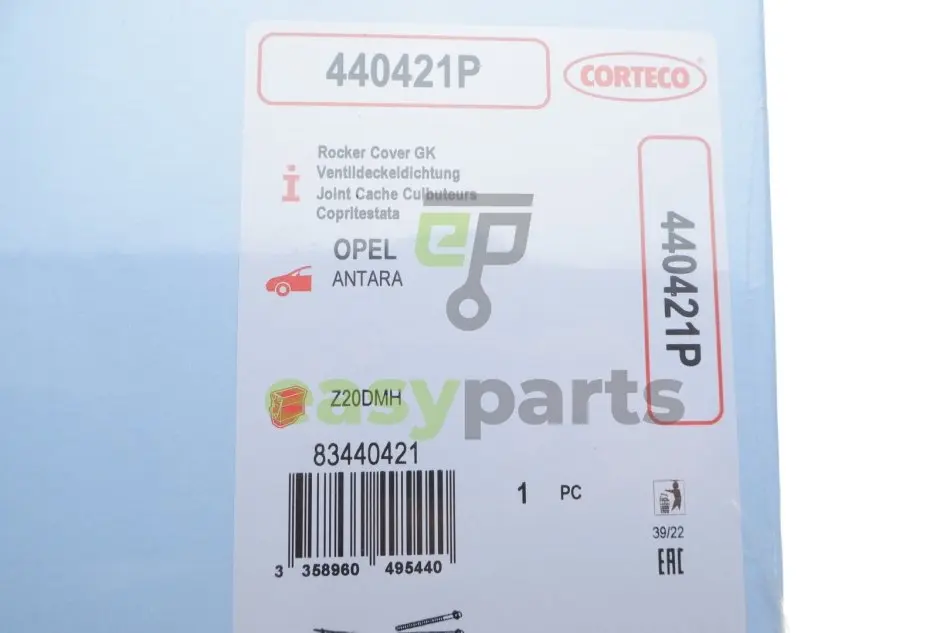 440421P
CORTECO
Rocker Cover GK
Ventildeckeldichtung
Joint Cache Culbuteurs
Copritestata
OPEL
ANTARA
440421P
ep
easyparts
Z20DMH
83440421
1 PC
3 358960 495440
39/22
EAC